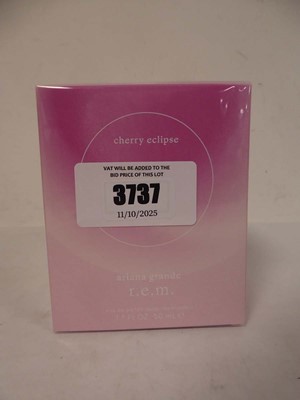 cherry eclipse
VAT WILL BE ADDED TO THE
BID PRICE OF THIS LOT
3737
11/10/2025
ariana grande
r.e.m.